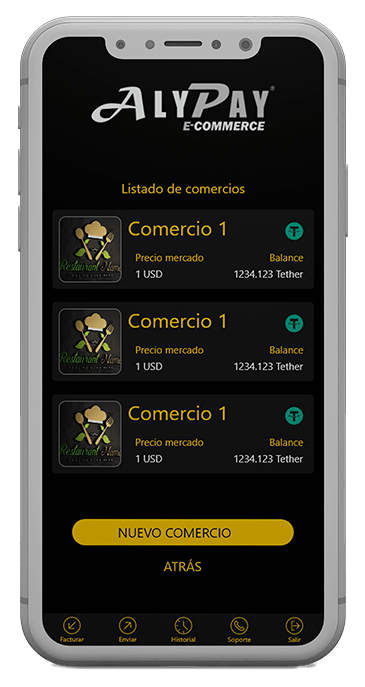 ALYPAY®
E-COMMERCE
Listado de comercios
Comercio 1
Precio mercado Balance
1 USD 1234.123 Tether
Restaurant Name
Comercio 1
Precio mercado Balance
1 USD 1234.123 Tether
Restaurant Name
Comercio 1
Precio mercado Balance
1 USD 1234.123 Tether
Restaurant Name
NUEVO COMERCIO
ATRÁS
Facturar Enviar Historial Soporte Salir